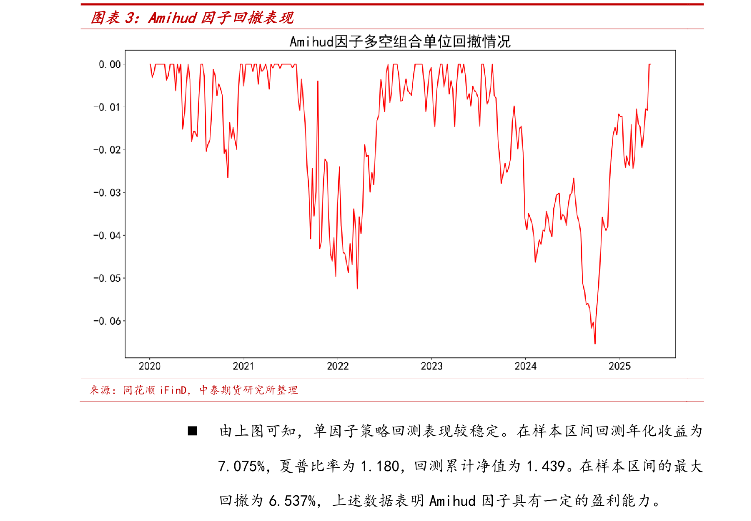 图表 3：Amihud 因子回撤表现
Amihud因子多空组合单位回撤情况
0.00
−0.01
−0.02
−0.03
−0.04
−0.05
−0.06
2020 2021 2022 2023 2024 2025
来源：同花顺 iFinD，中泰期货研究所整理
■ 由上图可知，单因子策略回测表现较稳定。在样本区间回测年化收益为
7.075%，夏普比率为 1.180，回测累计净值为 1.439。在样本区间的最大
回撤为 6.537%，上述数据表明 Amihud 因子具有一定的盈利能力。